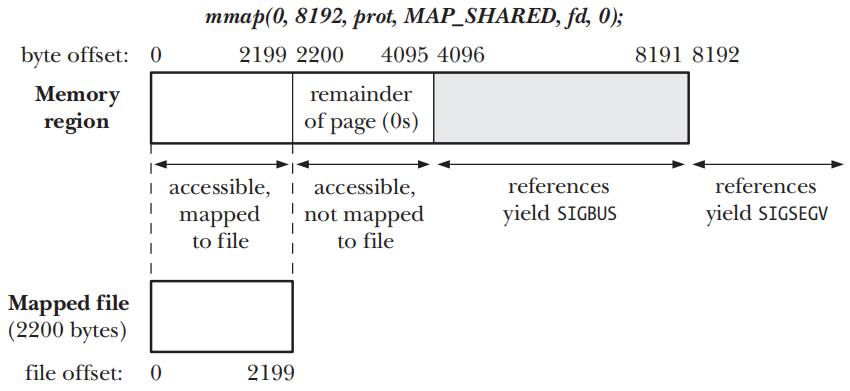 mmap(0, 8192, prot, MAP_SHARED, fd, 0);
byte offset: 0 2199 2200 4095 4096 8191 8192
Memory
region
remainder
of page (0s)
accessible,
mapped
to file
accessible,
not mapped
to file
references
yield SIGBUS
references
yield SIGSEGV
Mapped file
(2200 bytes)
file offset: 0 2199